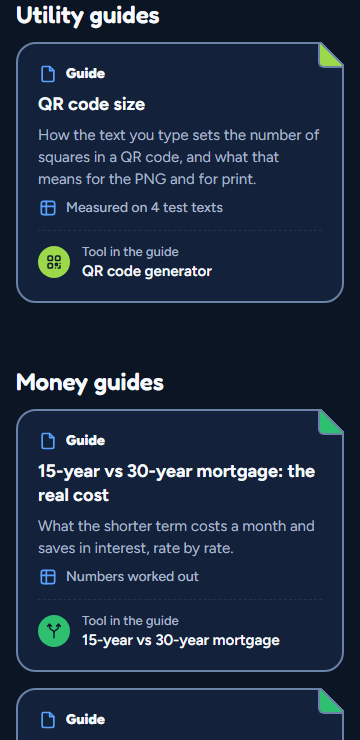 Utility guides
Guide
QR code size
How the text you type sets the number of
squares in a QR code, and what that
means for the PNG and for print.
Measured on 4 test texts
Tool in the guide
QR code generator
Money guides
Guide
15-year vs 30-year mortgage: the
real cost
What the shorter term costs a month and
saves in interest, rate by rate.
Numbers worked out
Tool in the guide
15-year vs 30-year mortgage
Guide